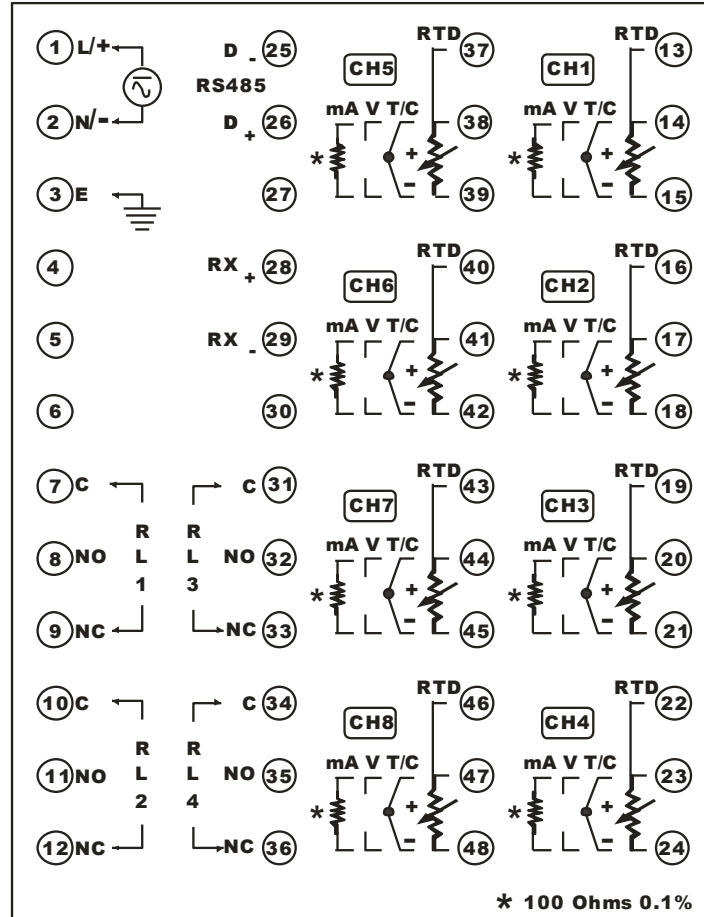 1 L/+ D - 25 RTD 37 RTD 13
CH5 CH1
RS485
mA V T/C mA V T/C
2 N/- D + 26 38 14
* + - * + -
3 E 27 39 15
4 RX + 28 RTD 40 RTD 16
CH6 CH2
mA V T/C mA V T/C
5 RX - 29 41 17
* + - * + -
6 30 42 18
7 C C 31 RTD 43 RTD 19
CH7 CH3
mA V T/C mA V T/C
8 NO RL1 RL3 NO 32 44 20
* + - * + -
9 NC NC 33 45 21
10 C C 34 RTD 46 RTD 22
CH8 CH4
mA V T/C mA V T/C
11 NO RL2 RL4 NO 35 47 23
* + - * + -
12 NC NC 36 48 24
* 100 Ohms 0.1%